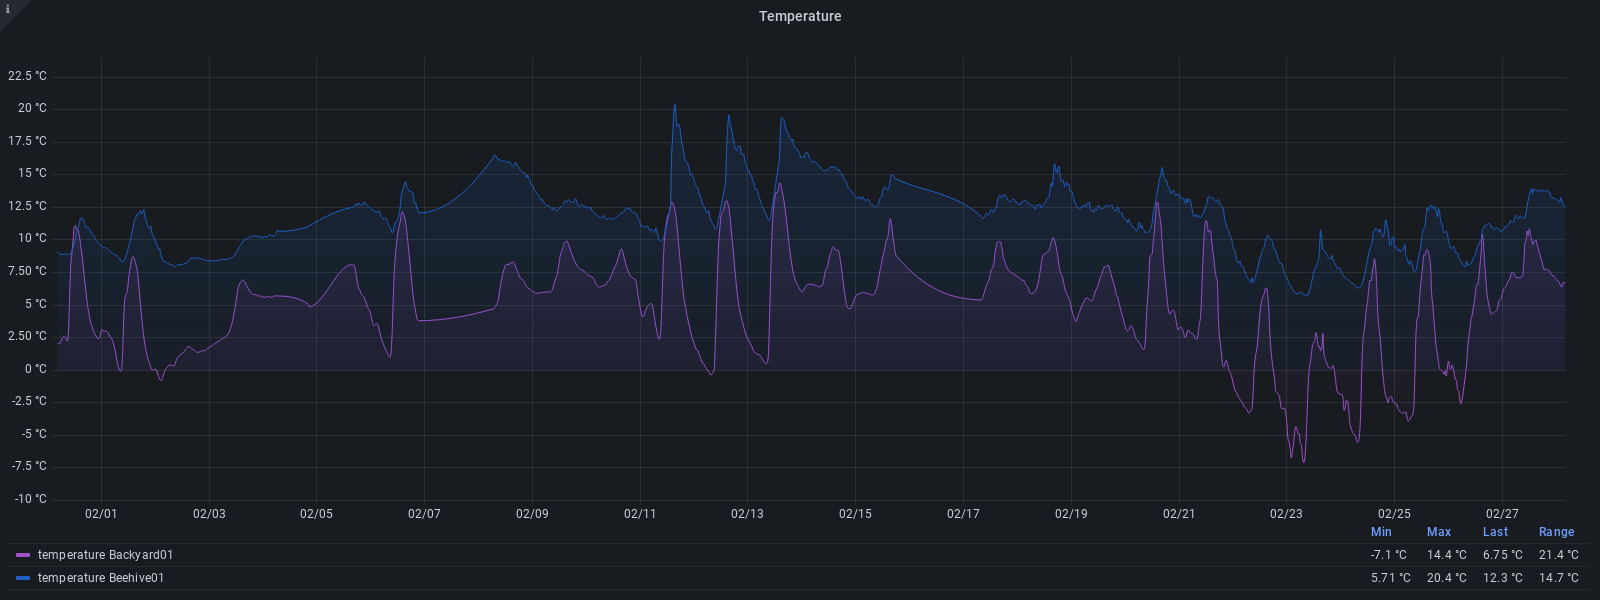 i
Temperature
22.5 °C
20 °C
17.5 °C
15 °C
12.5 °C
10 °C
7.50 °C
5 °C
2.50 °C
0 °C
-2.5 °C
-5 °C
-7.5 °C
-10 °C
02/01 02/03 02/05 02/07 02/09 02/11 02/13 02/15 02/17 02/19 02/21 02/23 02/25 02/27
Min Max Last Range
temperature Backyard01 -7.1 °C 14.4 °C 6.75 °C 21.4 °C
temperature Beehive01 5.71 °C 20.4 °C 12.3 °C 14.7 °C